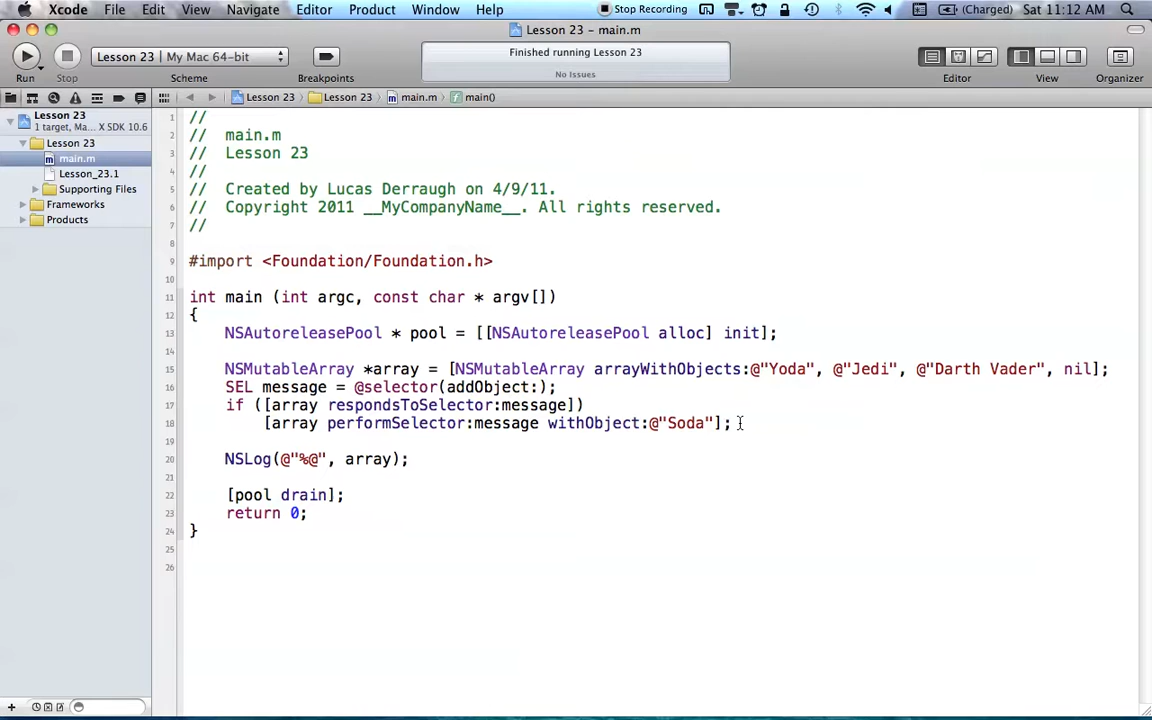 Xcode File Edit View Navigate Editor Product Window Help Stop Recording (Charged) Sat 11:12 AM
Lesson 23 - main.m
Lesson 23 | My Mac 64-bit
Finished running Lesson 23
No Issues
Run Stop Scheme Breakpoints Editor View Organizer
Lesson 23 Lesson 23 main.m main()
Lesson 23
1 target, Ma... X SDK 10.6
Lesson 23
main.m
Lesson_23.1
Supporting Files
Frameworks
Products
1 //
2 // main.m
3 // Lesson 23
4 //
5 // Created by Lucas Derraugh on 4/9/11.
6 // Copyright 2011 __MyCompanyName__. All rights reserved.
7 //
8
9 #import <Foundation/Foundation.h>
10
11 int main (int argc, const char * argv[])
12 {
13 NSAutoreleasePool * pool = [[NSAutoreleasePool alloc] init];
14
15 NSMutableArray *array = [NSMutableArray arrayWithObjects:@"Yoda", @"Jedi", @"Darth Vader", nil];
16 SEL message = @selector(addObject:);
17 if ([array respondsToSelector:message])
18 [array performSelector:message withObject:@"Soda"];
19
20 NSLog(@"%@", array);
21
22 [pool drain];
23 return 0;
24 }
25
26